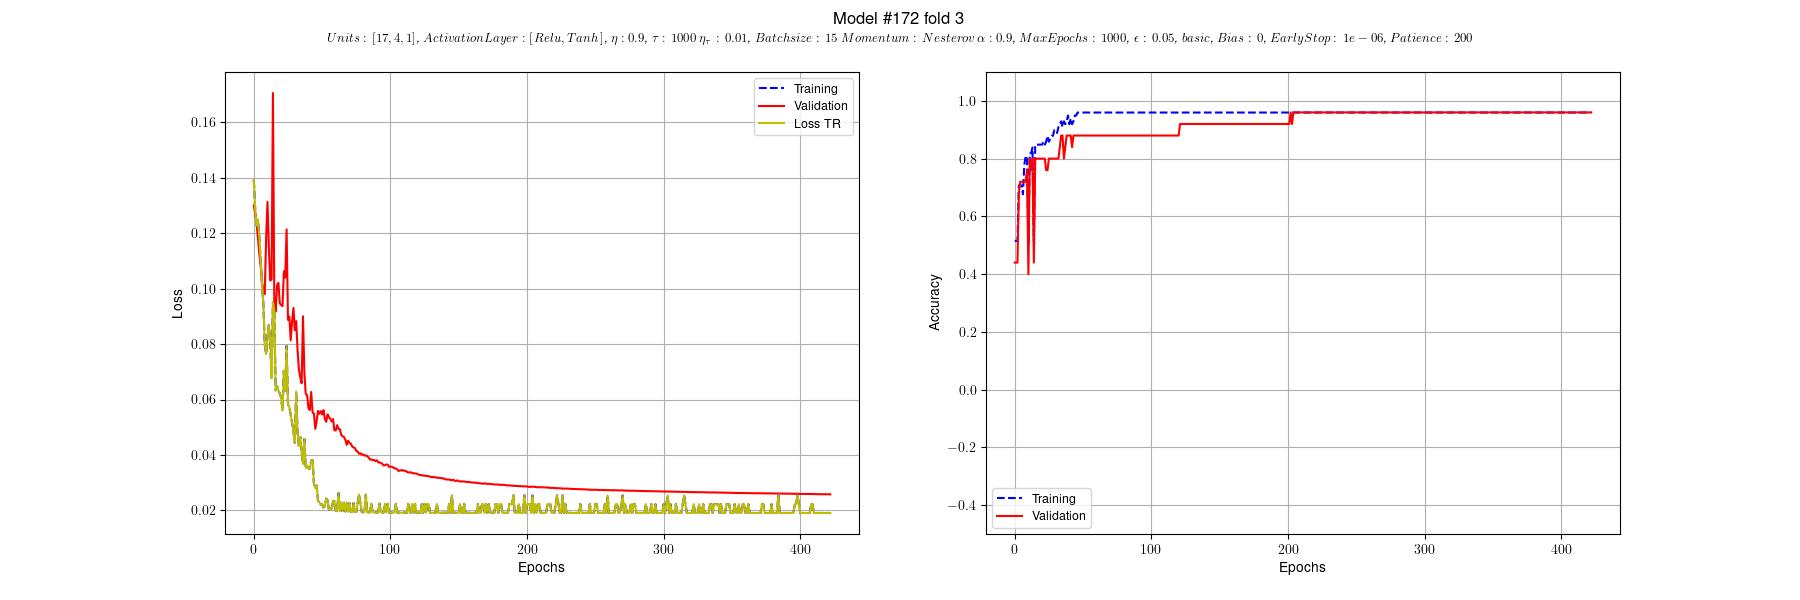 Model #172 fold 3
Units : [17, 4, 1], ActivationLayer : [Relu, Tanh], η : 0.9, τ : 1000 ητ : 0.01, Batchsize : 15 Momentum : Nesterov α : 0.9, MaxEpochs : 1000, ϵ : 0.05, basic, Bias : 0, EarlyStop : 1e − 06, Patience : 200
Training
Validation
Loss TR
0.16
0.14
0.12
0.10
0.08
0.06
0.04
0.02
Loss
0 100 200 300 400
Epochs
1.0
0.8
0.6
0.4
0.2
0.0
−0.2
−0.4
Accuracy
Training
Validation
0 100 200 300 400
Epochs